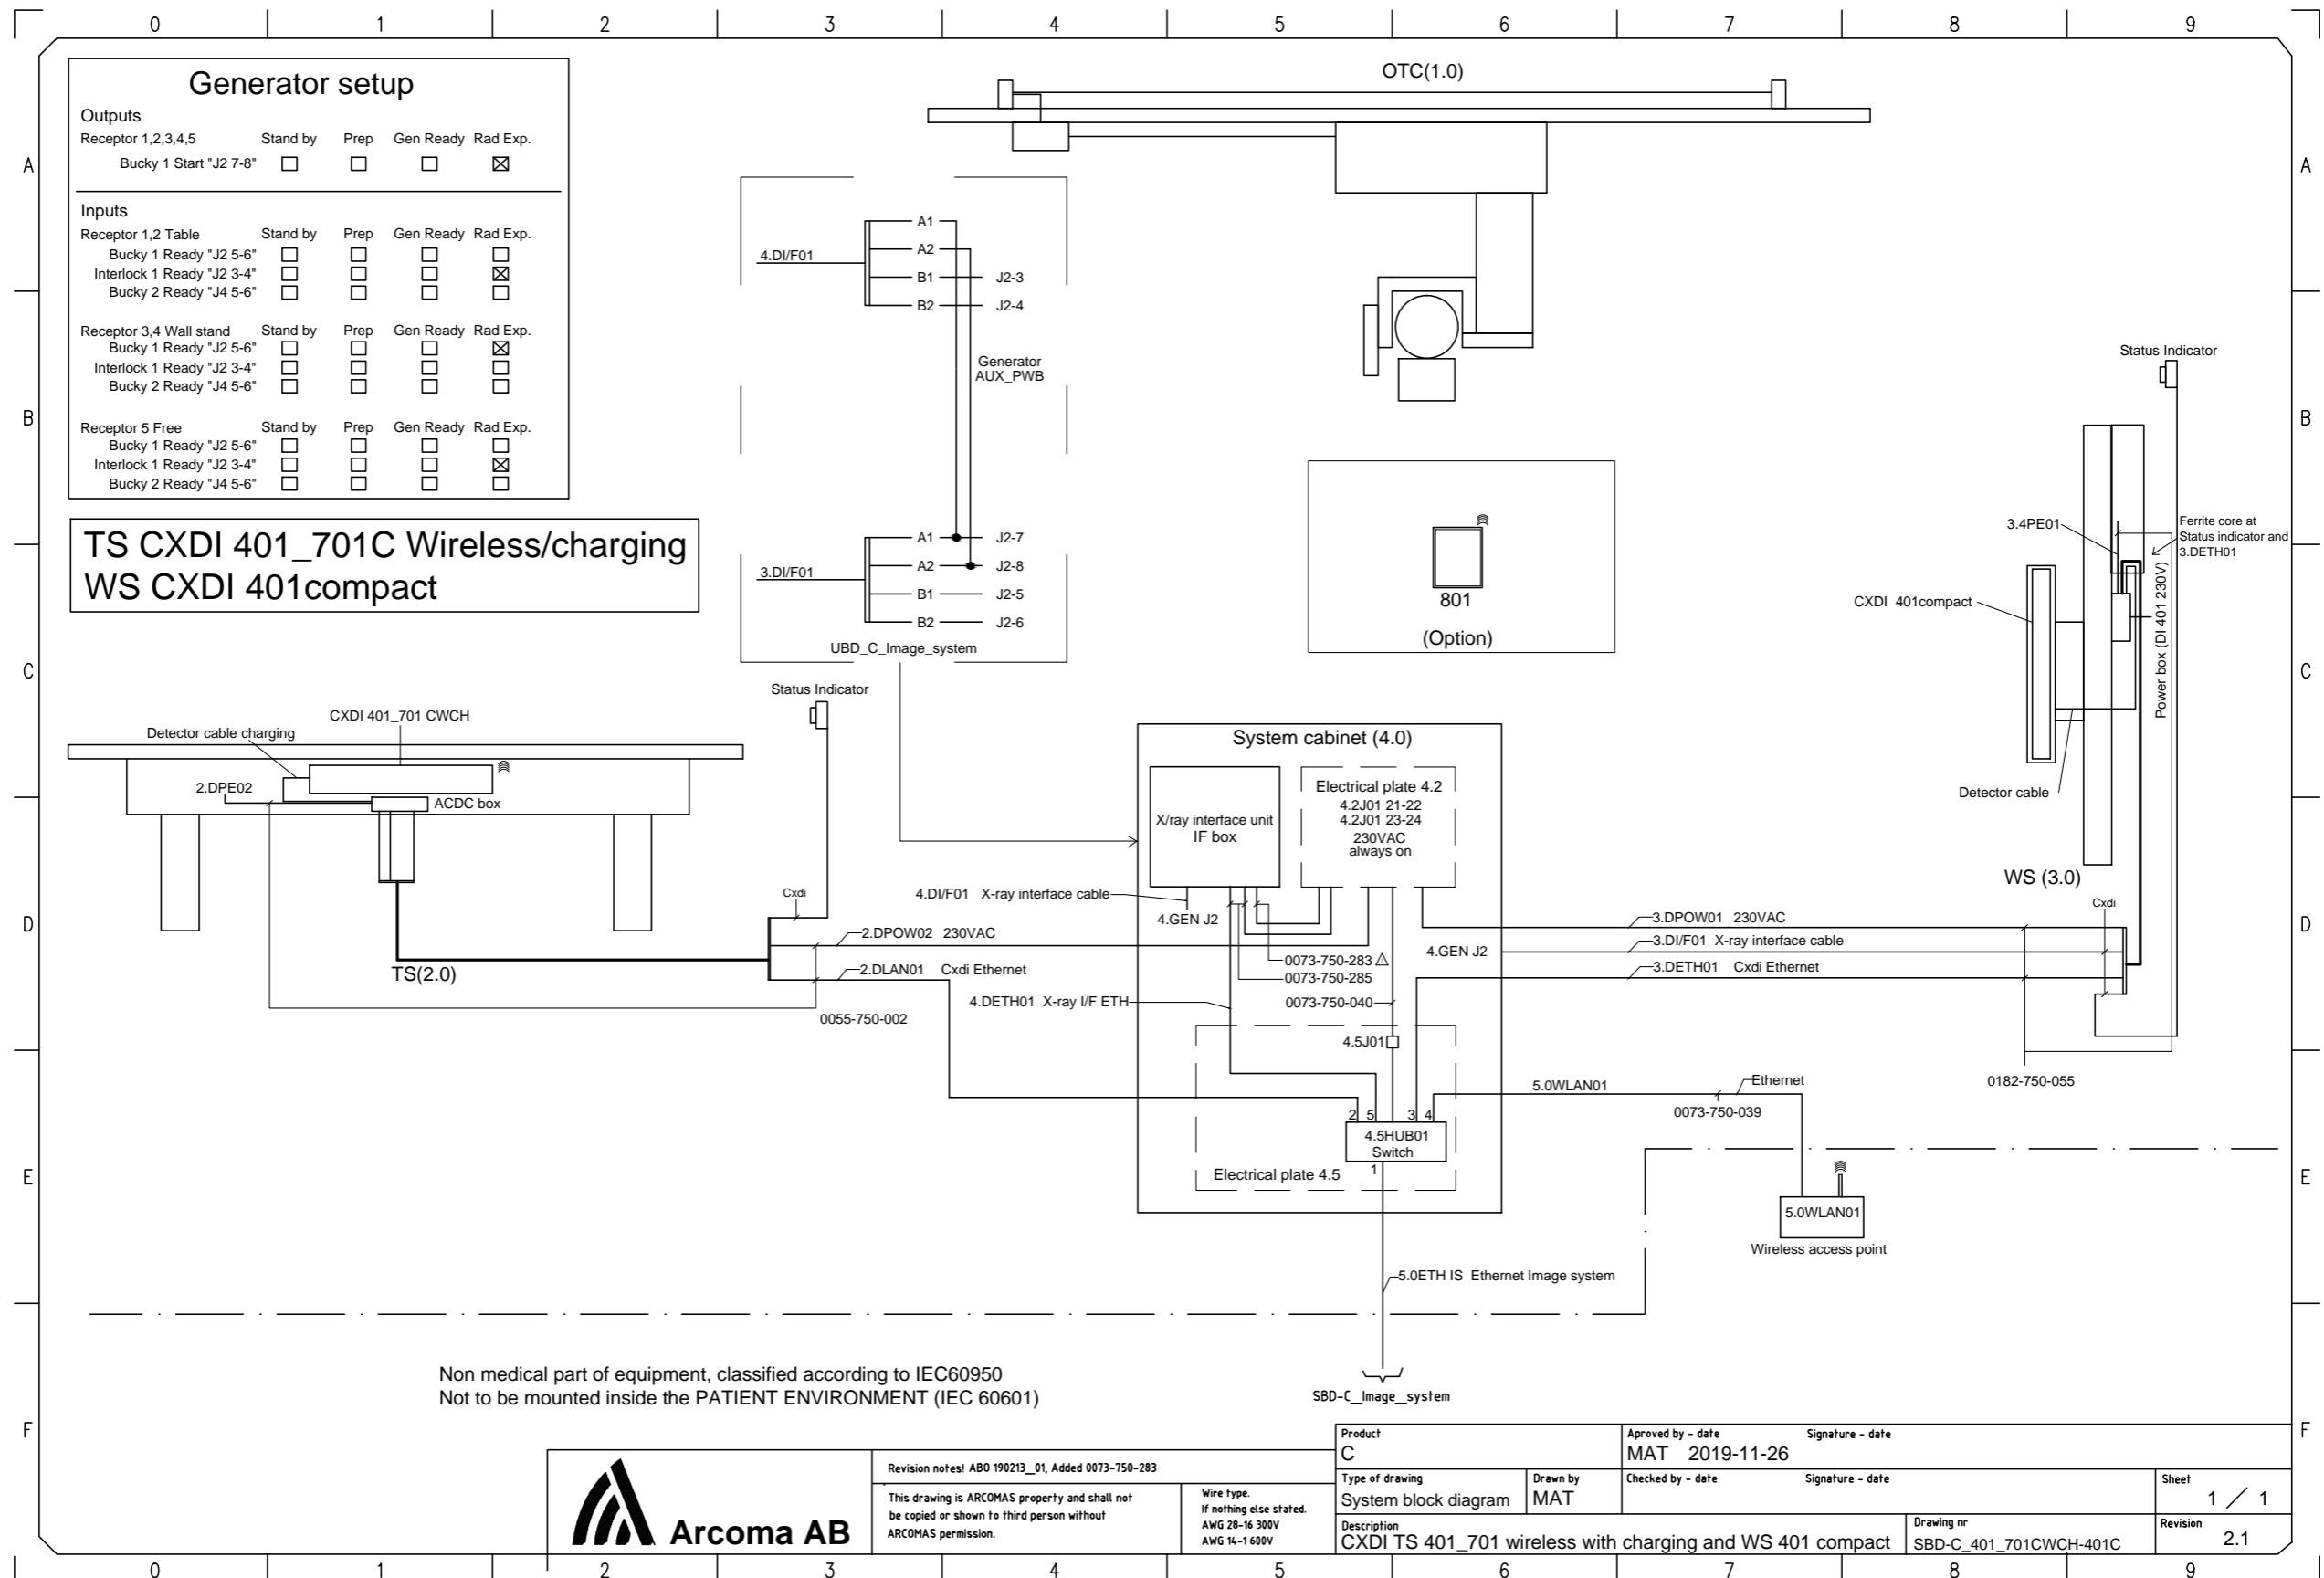 0 1 2 3 4 5 6 7 8 9
Generator setup
Outputs
Receptor 1,2,3,4,5 Stand by Prep Gen Ready Rad Exp.
Bucky 1 Start "J2 7-8"
Inputs
Receptor 1,2 Table Stand by Prep Gen Ready Rad Exp.
Bucky 1 Ready "J2 5-6"
Interlock 1 Ready "J2 3-4"
Bucky 2 Ready "J4 5-6"
Receptor 3,4 Wall stand Stand by Prep Gen Ready Rad Exp.
Bucky 1 Ready "J2 5-6"
Interlock 1 Ready "J2 3-4"
Bucky 2 Ready "J4 5-6"
Receptor 5 Free Stand by Prep Gen Ready Rad Exp.
Bucky 1 Ready "J2 5-6"
Interlock 1 Ready "J2 3-4"
Bucky 2 Ready "J4 5-6"
TS CXDI 401_701C Wireless/charging
WS CXDI 401compact
A
B
C
D
E
F
4.DI/F01
A1
A2
B1 J2-3
B2 J2-4
Generator
AUX_PWB
3.DI/F01
A1 J2-7
A2 J2-8
B1 J2-5
B2 J2-6
UBD_C_Image_system
OTC(1.0)
801
(Option)
Status Indicator
3.4PE01
Ferrite core at
Status indicator and
3.DETH01
CXDI 401compact
Power box (DI 401 230V)
Detector cable
WS (3.0)
Cxdi
Status Indicator
CXDI 401_701 CWCH
Detector cable charging
2.DPE02
ACDC box
TS(2.0)
Cxdi
2.DPOW02 230VAC
2.DLAN01 Cxdi Ethernet
0055-750-002
System cabinet (4.0)
X/ray interface unit
IF box
Electrical plate 4.2
4.2J01 21-22
4.2J01 23-24
230VAC
always on
4.DI/F01 X-ray interface cable
4.GEN J2
4.GEN J2
0073-750-283
0073-750-285
4.DETH01 X-ray I/F ETH
0073-750-040
4.5J01
3.DPOW01 230VAC
3.DI/F01 X-ray interface cable
3.DETH01 Cxdi Ethernet
0182-750-055
5.0WLAN01
Ethernet
0073-750-039
2 5 3 4
4.5HUB01
Switch
1
Electrical plate 4.5
5.0WLAN01
Wireless access point
5.0ETH IS Ethernet Image system
SBD-C_Image_system
Non medical part of equipment, classified according to IEC60950
Not to be mounted inside the PATIENT ENVIRONMENT (IEC 60601)
Arcoma AB
Revision notes! ABO 190213_01, Added 0073-750-283
This drawing is ARCOMAS property and shall not
be copied or shown to third person without
ARCOMAS permission.
Wire type.
If nothing else stated.
AWG 28-16 300V
AWG 14-1 600V
Product
C
Aproved by - date Signature - date
MAT 2019-11-26
Type of drawing
System block diagram
Drawn by
MAT
Checked by - date Signature - date
Sheet
1 / 1
Description
CXDI TS 401_701 wireless with charging and WS 401 compact
Drawing nr
SBD-C_401_701CWCH-401C
Revision
2.1
A
B
C
D
E
F
0 1 2 3 4 5 6 7 8 9